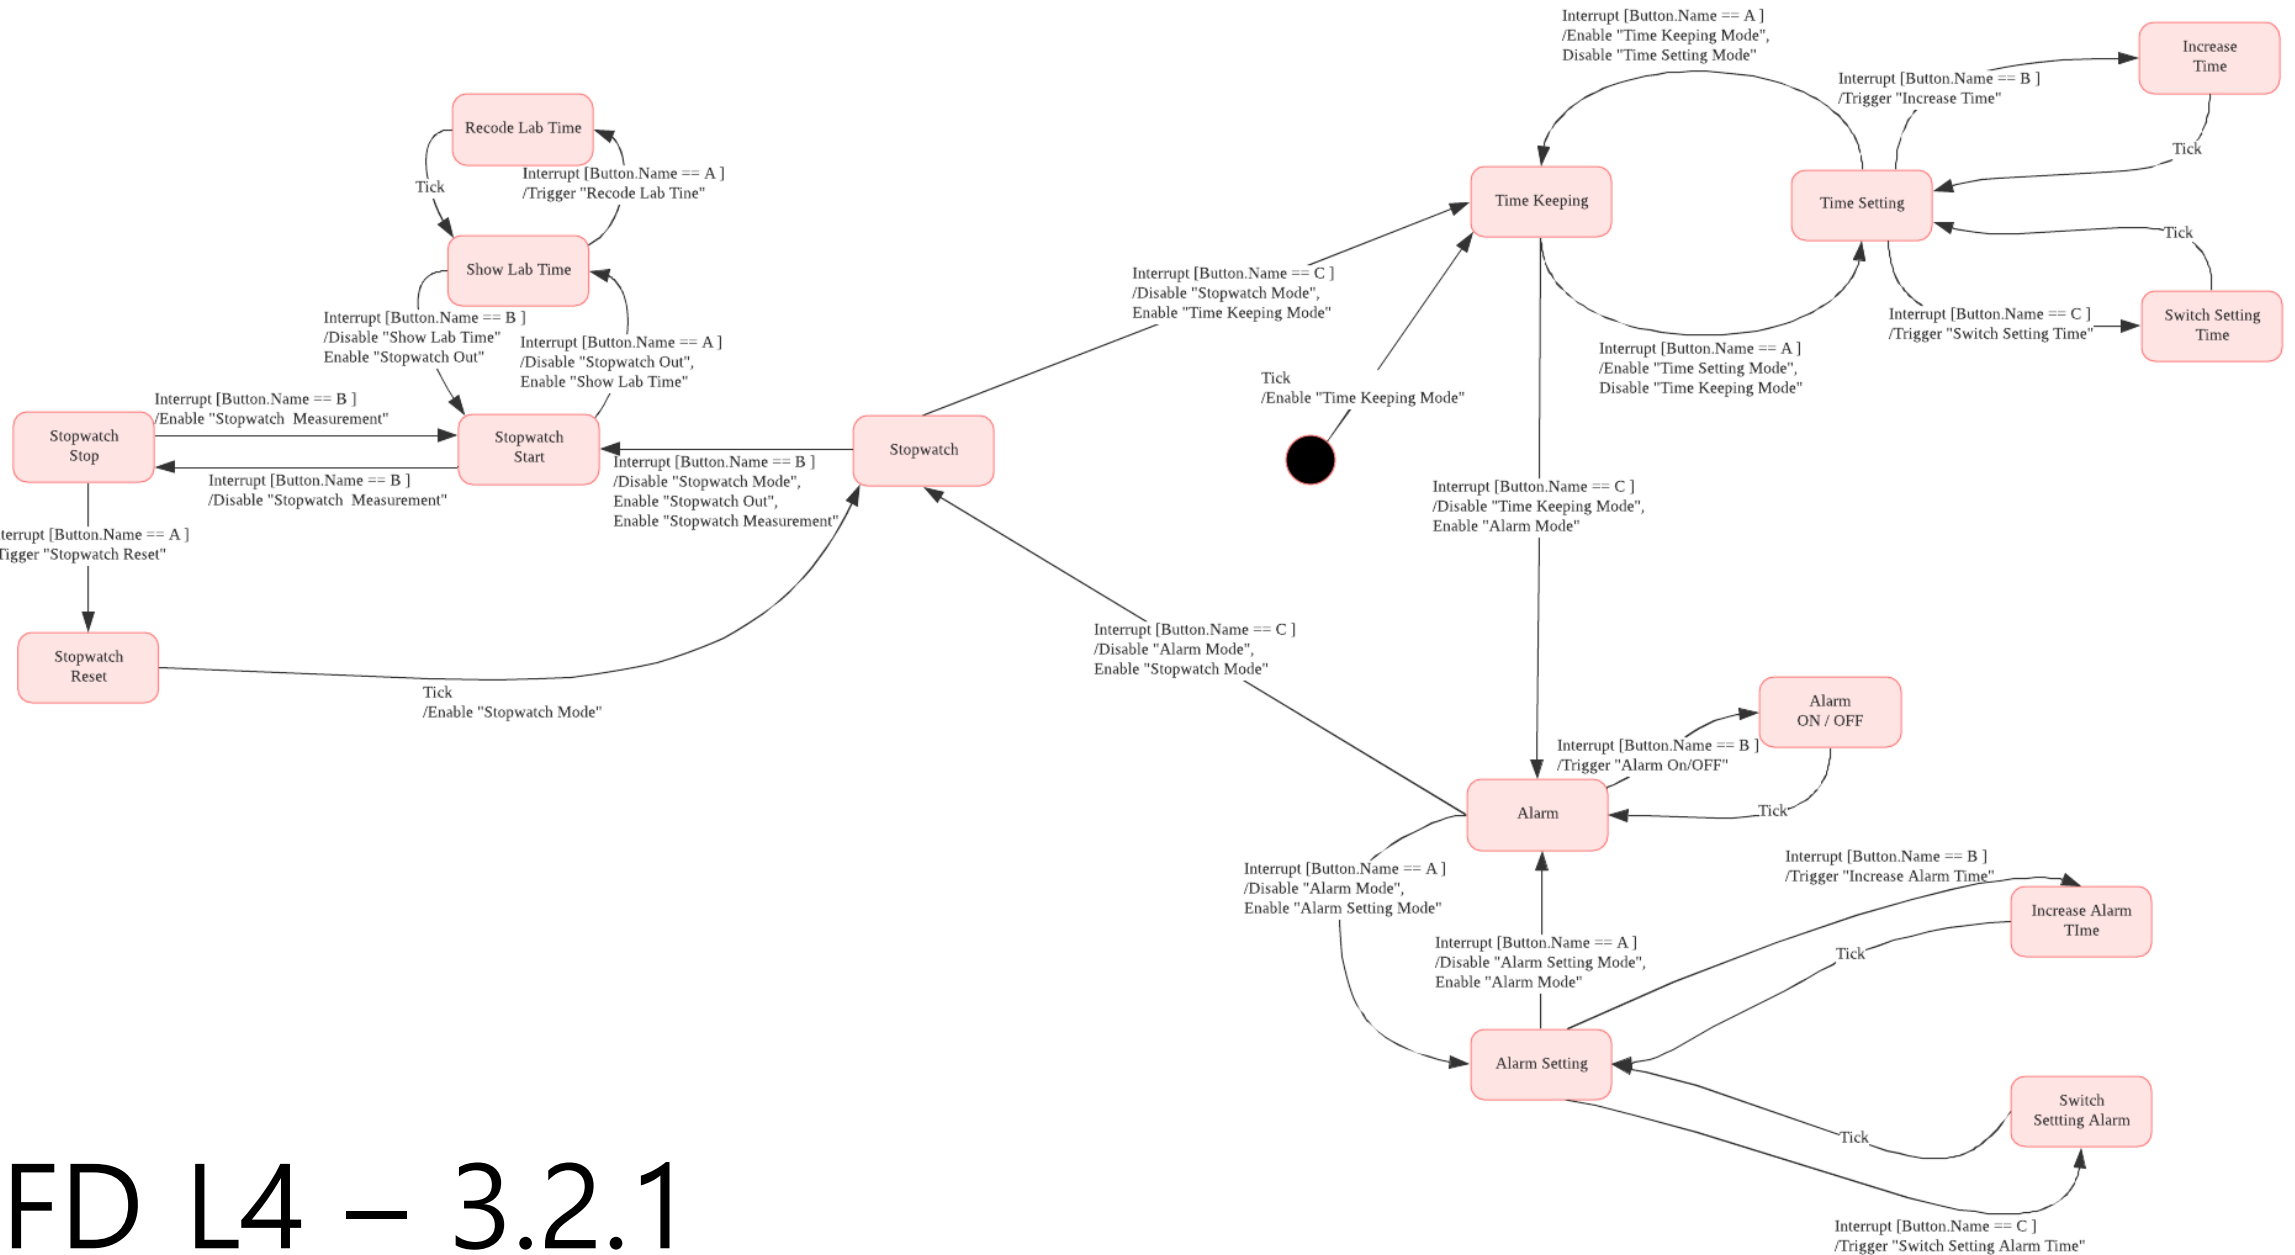 Interrupt [Button.Name == A ]
/Enable "Time Keeping Mode",
Disable "Time Setting Mode"
Increase
Time
Interrupt [Button.Name == B ]
/Trigger "Increase Time"
Tick
Recode Lab Time
Interrupt [Button.Name == A ]
/Trigger "Recode Lab Tine"
Tick
Time Keeping
Time Setting
Tick
Show Lab Time
Interrupt [Button.Name == C ]
/Disable "Stopwatch Mode",
Enable "Time Keeping Mode"
Interrupt [Button.Name == C ]
/Trigger "Switch Setting Time"
Switch Setting
Time
Interrupt [Button.Name == B ]
/Disable "Show Lab Time"
Enable "Stopwatch Out"
Interrupt [Button.Name == A ]
/Disable "Stopwatch Out",
Enable "Show Lab Time"
Interrupt [Button.Name == A ]
/Enable "Time Setting Mode",
Disable "Time Keeping Mode"
Tick
/Enable "Time Keeping Mode"
Interrupt [Button.Name == B ]
/Enable "Stopwatch  Measurement"
Stopwatch
Stop
Stopwatch
Start
Stopwatch
Interrupt [Button.Name == B ]
/Disable "Stopwatch  Measurement"
Interrupt [Button.Name == B ]
/Disable "Stopwatch Mode",
Enable "Stopwatch Out",
Enable "Stopwatch Measurement"
Interrupt [Button.Name == C ]
/Disable "Time Keeping Mode",
Enable "Alarm Mode"
terrupt [Button.Name == A ]
Tigger "Stopwatch Reset"
Interrupt [Button.Name == C ]
/Disable "Alarm Mode",
Enable "Stopwatch Mode"
Stopwatch
Reset
Tick
/Enable "Stopwatch Mode"
Alarm
ON / OFF
Interrupt [Button.Name == B ]
/Trigger "Alarm On/OFF"
Alarm
Tick
Interrupt [Button.Name == A ]
/Disable "Alarm Mode",
Enable "Alarm Setting Mode"
Interrupt [Button.Name == B ]
/Trigger "Increase Alarm Time"
Increase Alarm
TIme
Tick
Interrupt [Button.Name == A ]
/Disable "Alarm Setting Mode",
Enable "Alarm Mode"
Alarm Setting
Switch
Settting Alarm
Tick
Interrupt [Button.Name == C ]
/Trigger "Switch Setting Alarm Time"
FD L4 – 3.2.1